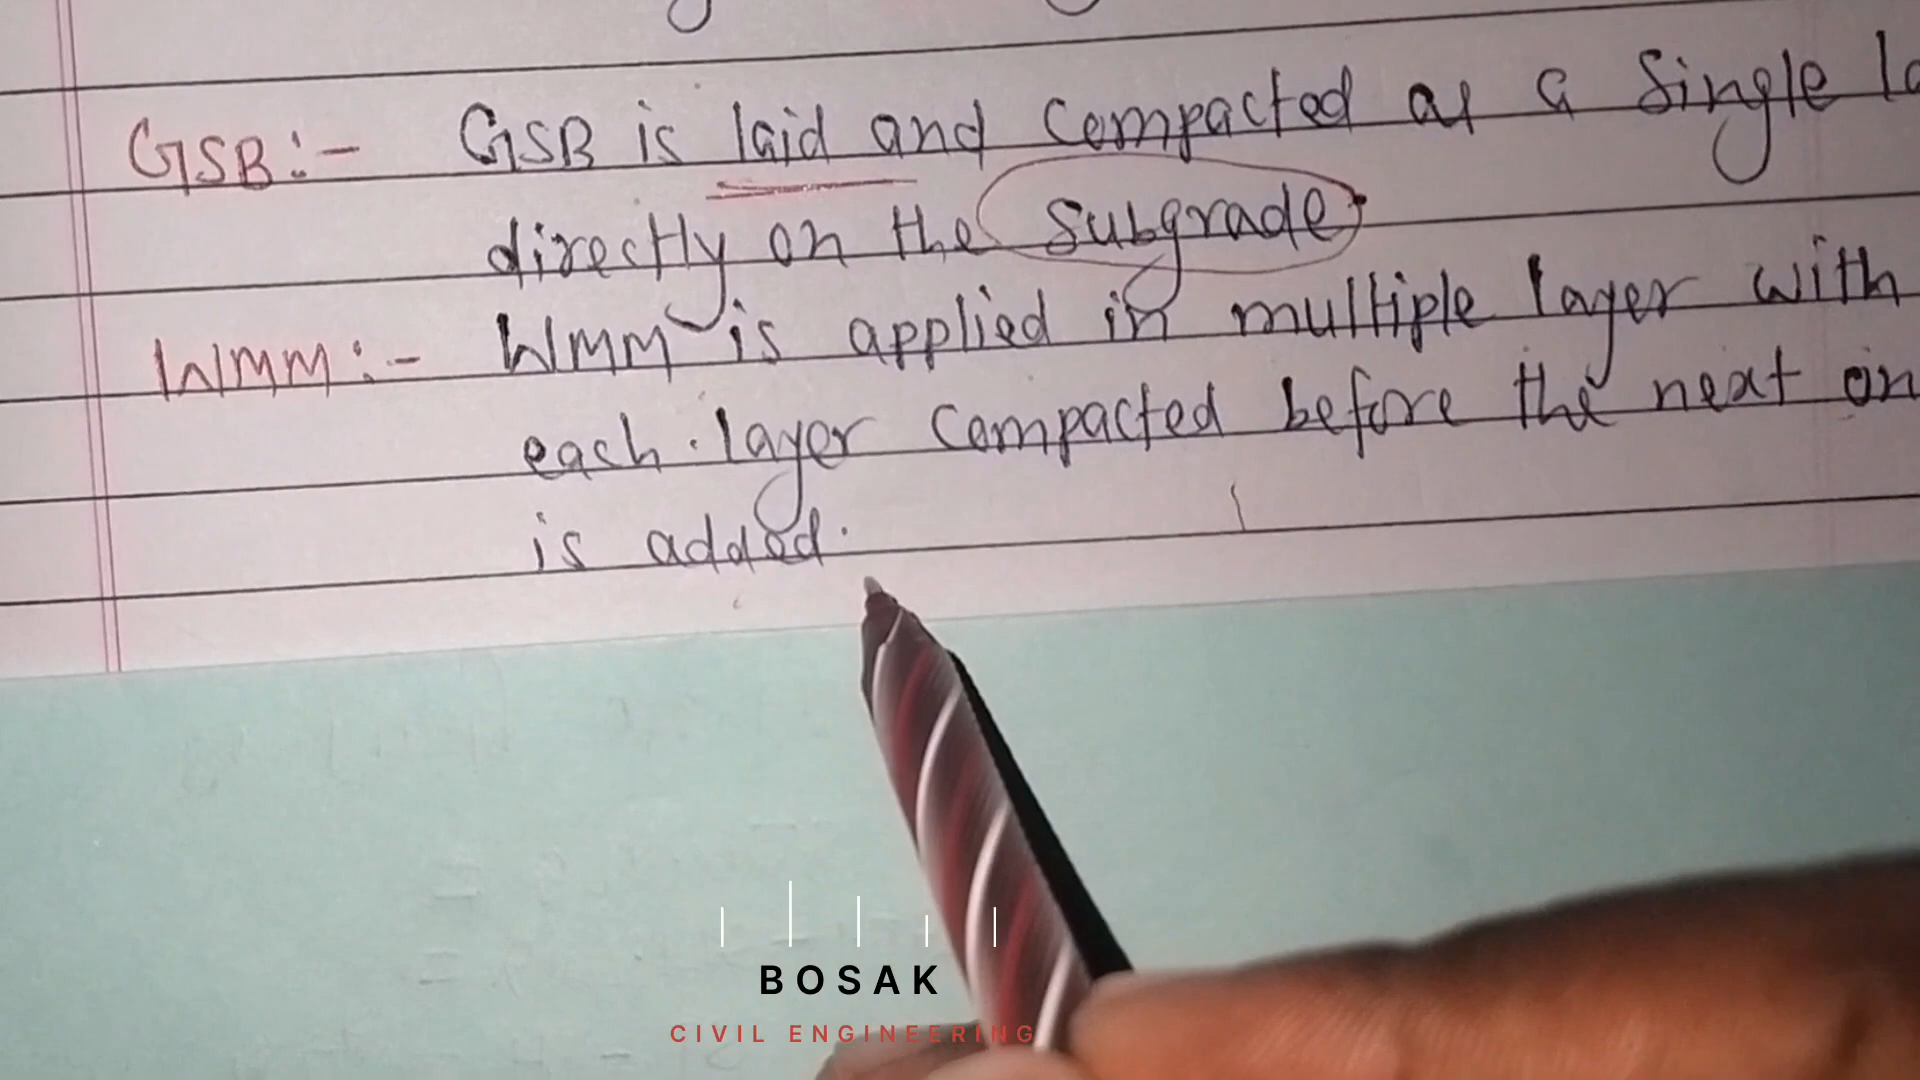 GSB:- GSB is laid and compacted as a Single la
directly on the Subgrade
WMM:- WMM is applied in multiple layer with
each layer compacted before the next on
is added.
BOSAK
CIVIL ENGINEERING